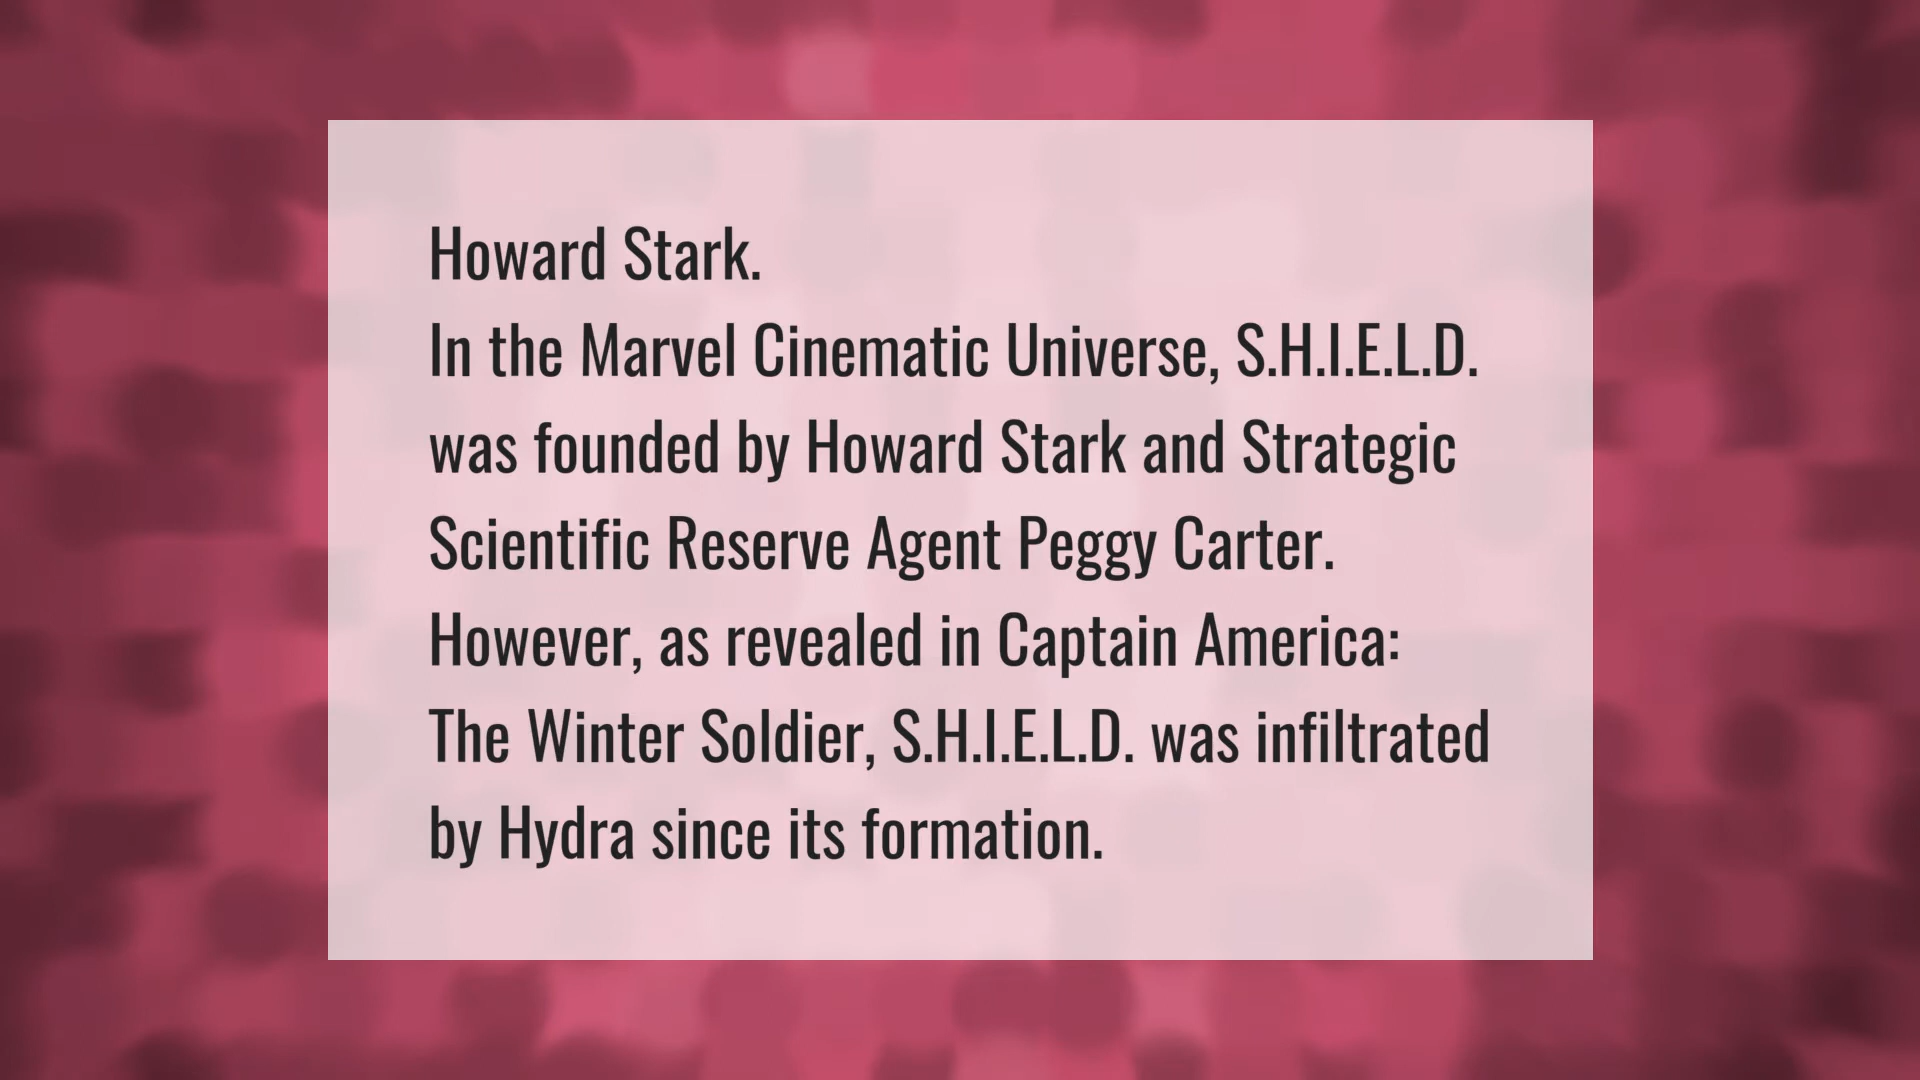 Howard Stark.
In the Marvel Cinematic Universe, S.H.I.E.L.D.
was founded by Howard Stark and Strategic
Scientific Reserve Agent Peggy Carter.
However, as revealed in Captain America:
The Winter Soldier, S.H.I.E.L.D. was infiltrated
by Hydra since its formation.